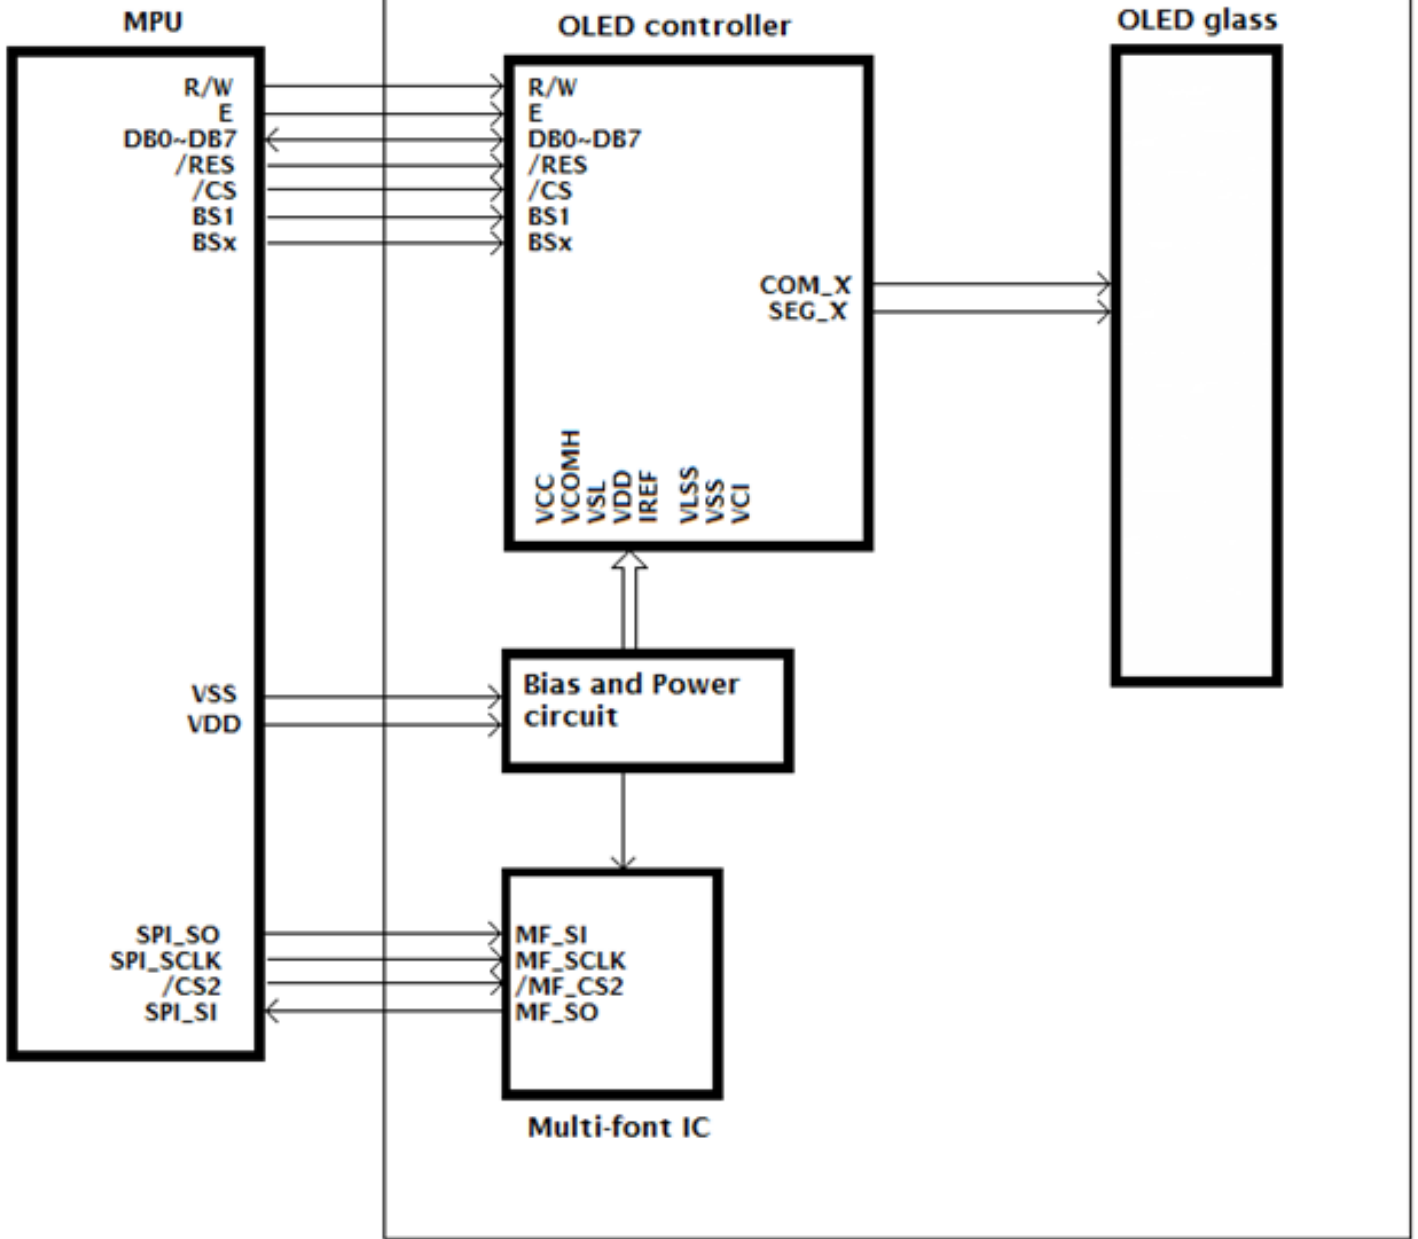 MPU
OLED controller
OLED glass
R/W
E
DB0~DB7
/RES
/CS
BS1
BSx
R/W
E
DB0~DB7
/RES
/CS
BS1
BSx
COM_X
SEG_X
VCC
VCOMH
VSL
VDD
IREF
VLSS
VSS
VCI
VSS
VDD
Bias and Power
circuit
SPI_SO
SPI_SCLK
/CS2
SPI_SI
MF_SI
MF_SCLK
/MF_CS2
MF_SO
Multi-font IC